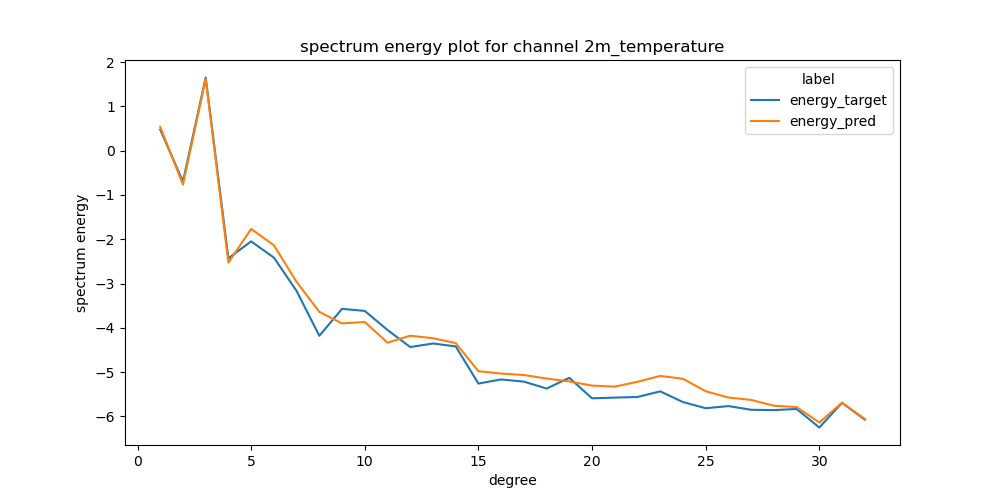 spectrum energy plot for channel 2m_temperature
label
energy_target
energy_pred
2
1
0
−1
−2
−3
−4
−5
−6
spectrum energy
0
5
10
15
20
25
30
degree